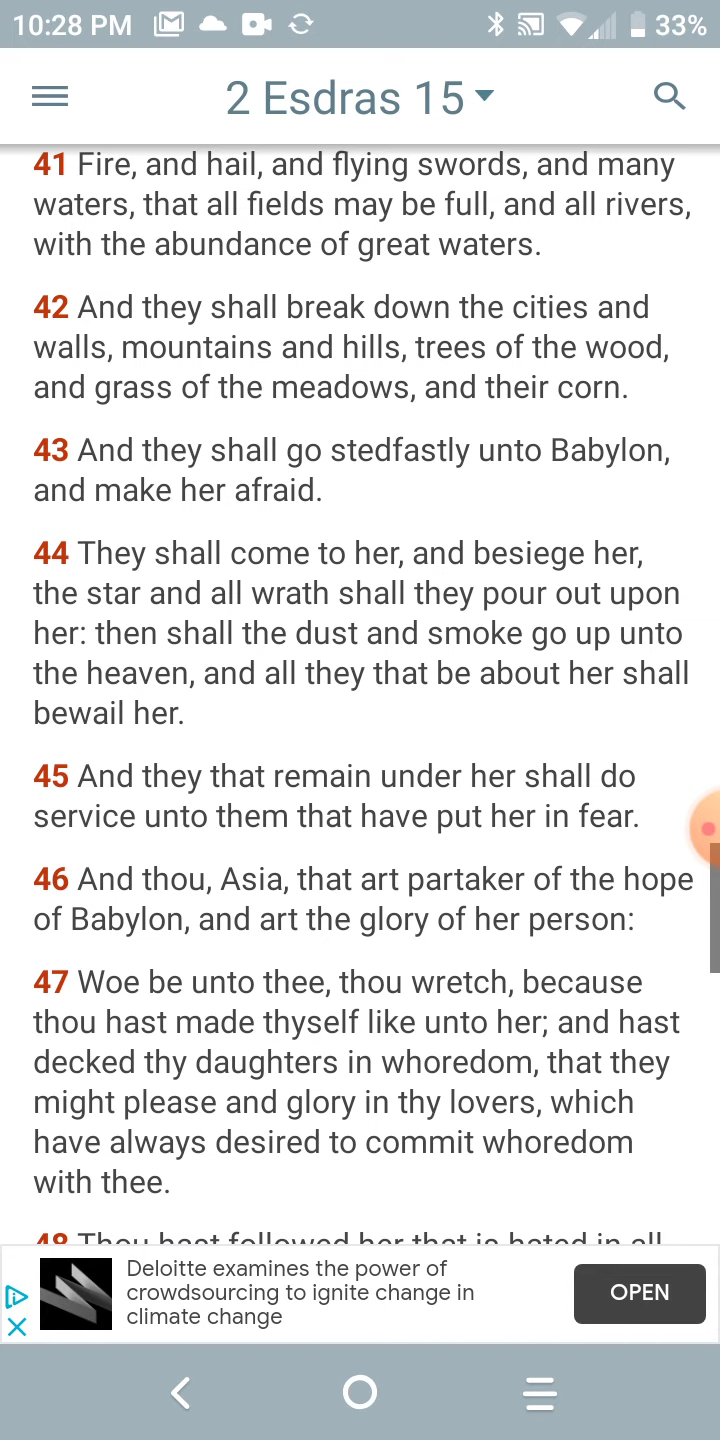 10:28 PM 33%
2 Esdras 15
41 Fire, and hail, and flying swords, and many
waters, that all fields may be full, and all rivers,
with the abundance of great waters.
42 And they shall break down the cities and
walls, mountains and hills, trees of the wood,
and grass of the meadows, and their corn.
43 And they shall go stedfastly unto Babylon,
and make her afraid.
44 They shall come to her, and besiege her,
the star and all wrath shall they pour out upon
her: then shall the dust and smoke go up unto
the heaven, and all they that be about her shall
bewail her.
45 And they that remain under her shall do
service unto them that have put her in fear.
46 And thou, Asia, that art partaker of the hope
of Babylon, and art the glory of her person:
47 Woe be unto thee, thou wretch, because
thou hast made thyself like unto her; and hast
decked thy daughters in whoredom, that they
might please and glory in thy lovers, which
have always desired to commit whoredom
with thee.
48 Thou hast followed her that is hated in all
Deloitte examines the power of
crowdsourcing to ignite change in
climate change
OPEN